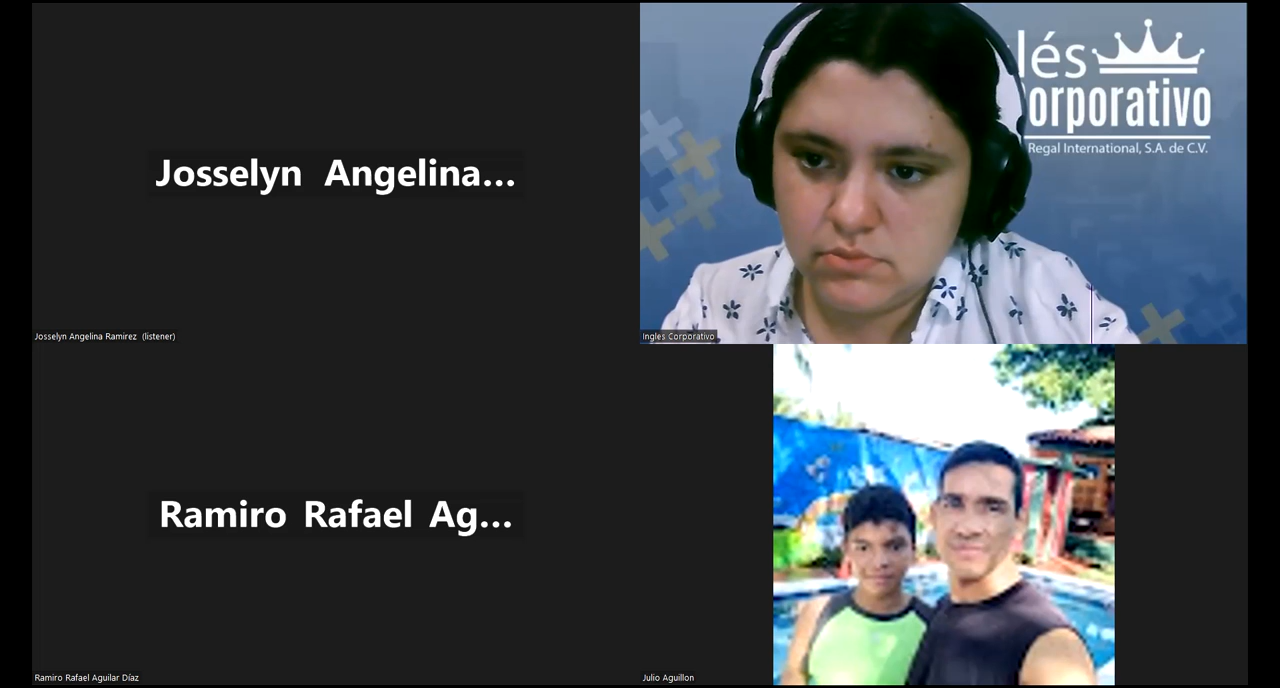 Josselyn Angelina...
lés
orporativo
Regal International, S.A. de C.V.
Josselyn Angelina Ramirez (listener)
Ingles Corporativo
Ramiro Rafael Ag...
Ramiro Rafael Aguilar Díaz
Julio Aguillon